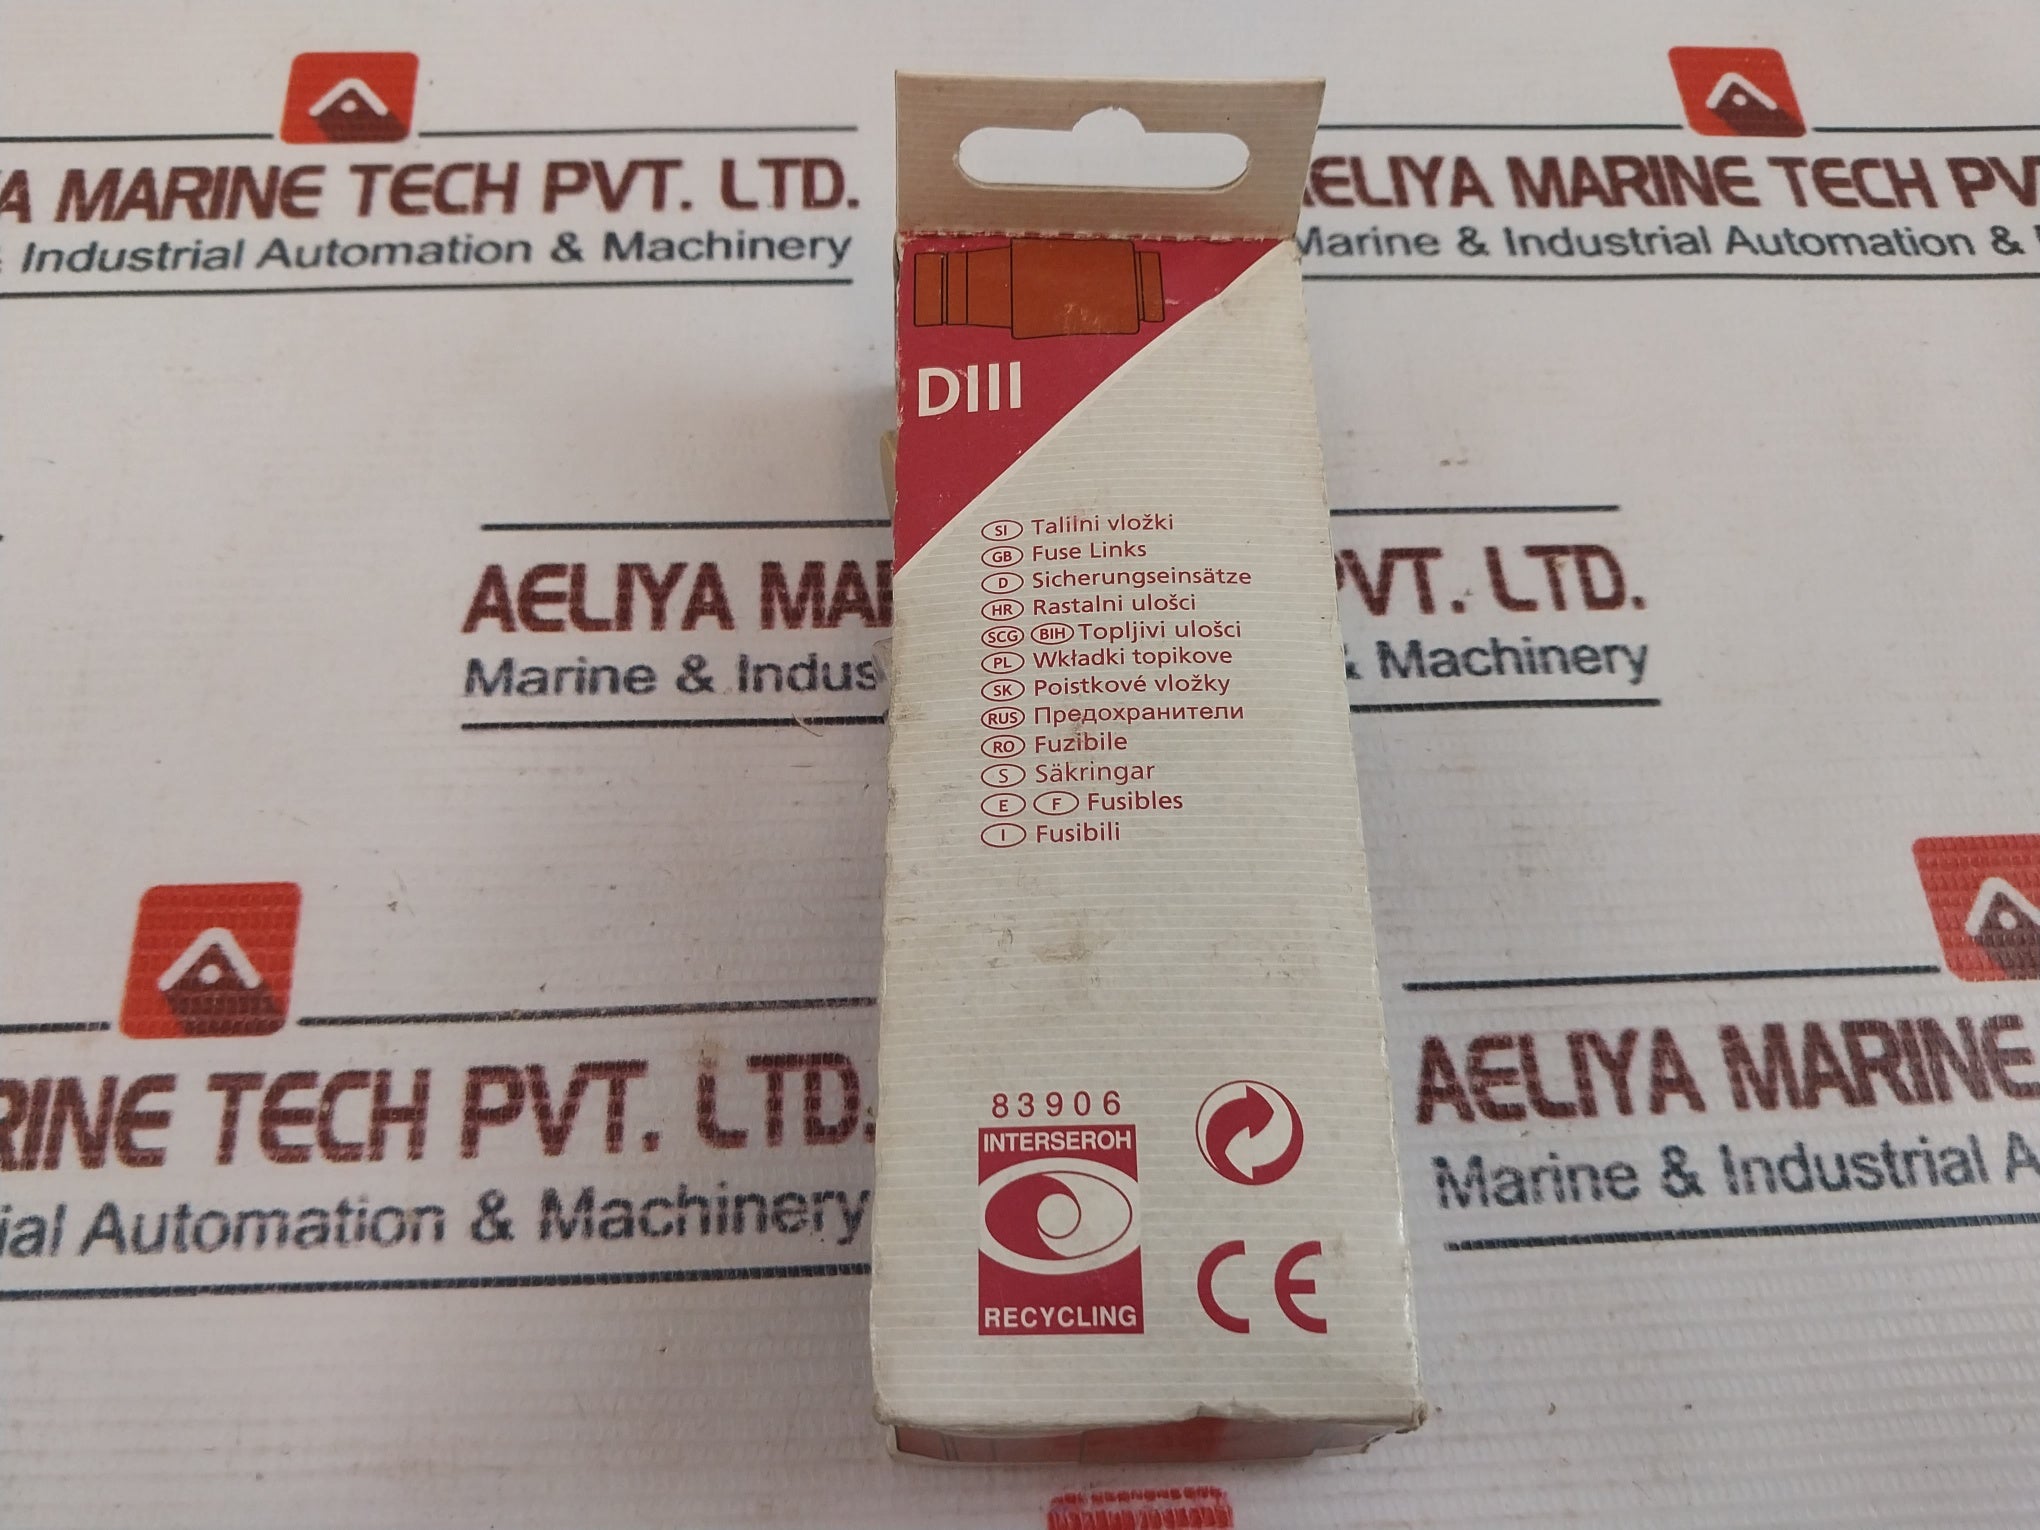 YA MARINE TECH PVT. LTD.
& Industrial Automation & Machinery
AELIYA MARINE TECH PV
Marine & Industrial Automation &
DIII
SI Talilni vložki
GB Fuse Links
D Sicherungseinsätze
HR Rastalni ulošci
SCG BIH Topljivi ulošci
PL Wkładki topikove
SK Poistkové vložky
RUS Предохранители
RO Fuzibile
S Säkringar
E F Fusibles
I Fusibili
AELIYA MAR
PVT. LTD.
Marine & Indus
& Machinery
RINE TECH PVT. LTD.
ial Automation & Machinery
AELIYA MARINE
Marine & Industrial A
83906
INTERSEROH
RECYCLING
CE